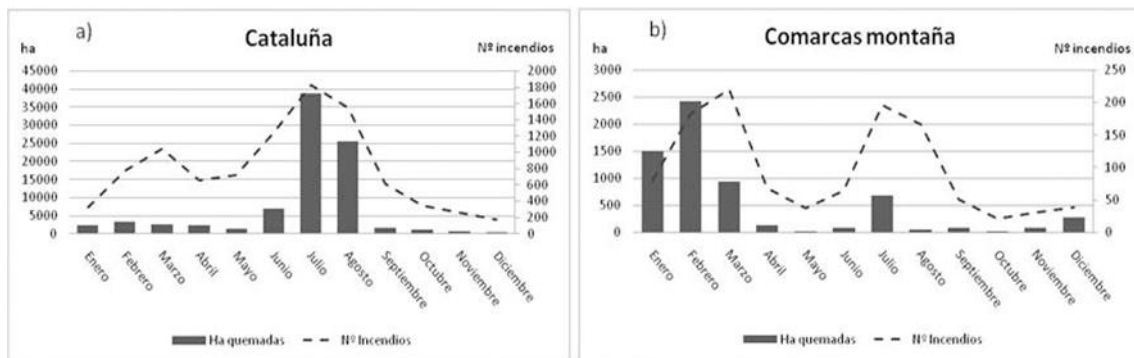 a)
Cataluña
ha
Nº incendios
45000
40000
35000
30000
25000
20000
15000
10000
5000
0
2000
1800
1600
1400
1200
1000
800
600
400
200
0
Enero
Febrero
Marzo
Abril
Mayo
Junio
Julio
Agosto
Septiembre
Octubre
Noviembre
Diciembre
Ha quemadas
Nº Incendios
b)
Comarcas montaña
ha
Nº incendios
3000
2500
2000
1500
1000
500
0
250
200
150
100
50
0
Enero
Febrero
Marzo
Abril
Mayo
Junio
Julio
Agosto
Septiembre
Octubre
Noviembre
Diciembre
Ha quemadas
Nº Incendios